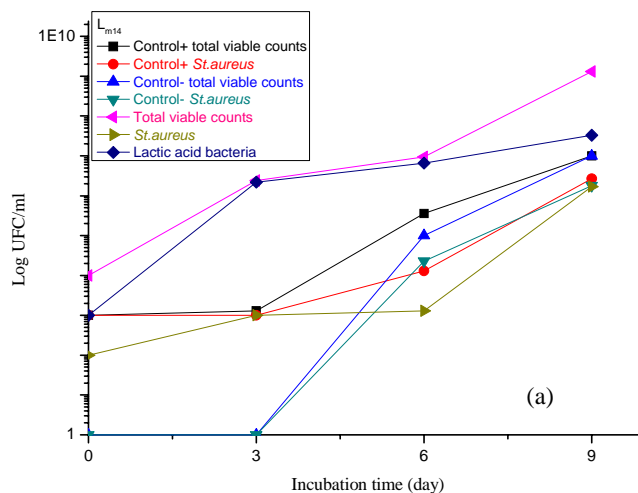 L m14
1E10
Control+ total viable counts
Control+ St.aureus
Control- total viable counts
Control- St.aureus
Total viable counts
St.aureus
Lactic acid bacteria
Log UFC/ml
(a)
1
0 3 6 9
Incubation time (day)